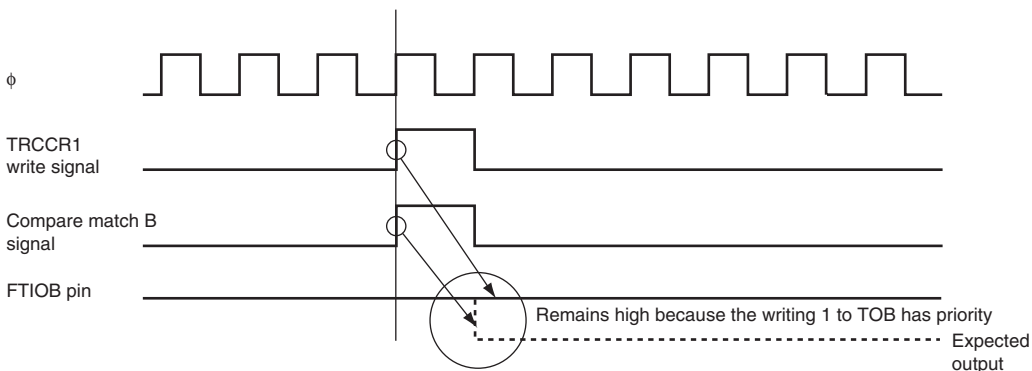 ϕ
TRCCR1
write signal
Compare match B
signal
FTIOB pin
Remains high because the writing 1 to TOB has priority
Expected
output